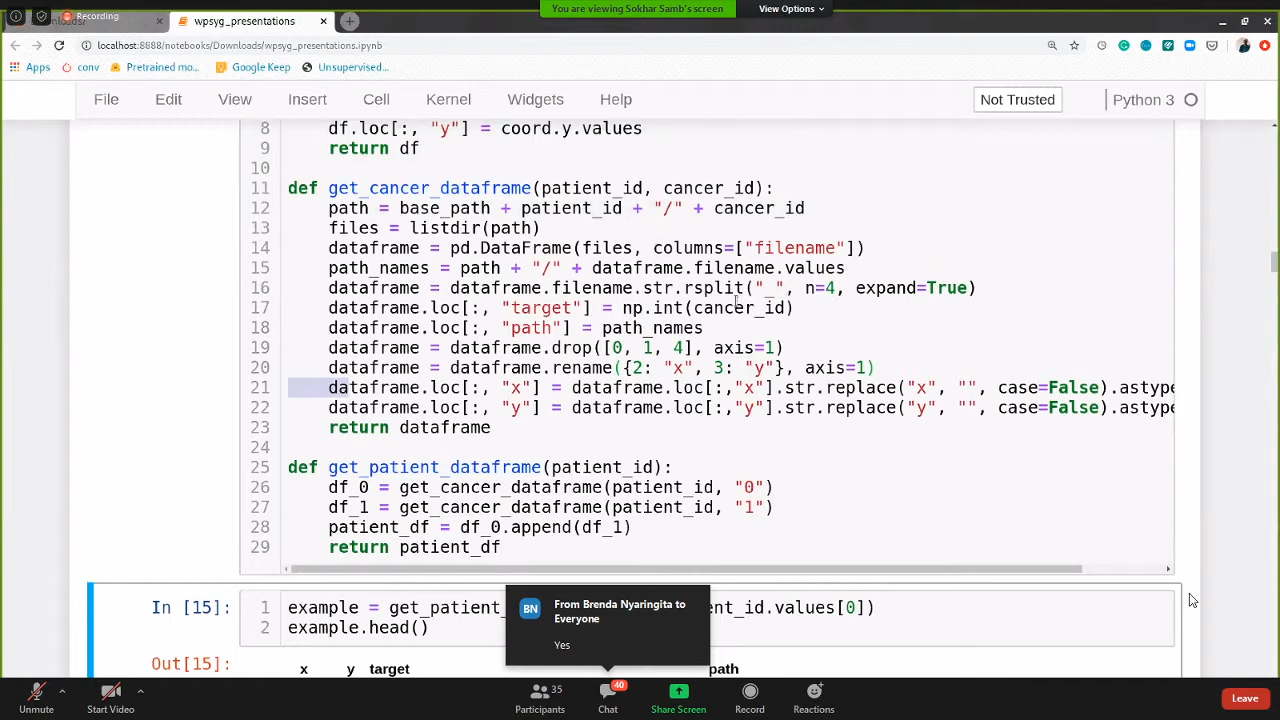 Recording
You are viewing Sokhar Samb's screen
View Options
wpsyg_presentations
localhost:8888/notebooks/Downloads/wpsyg_presentations.ipynb
Apps conv Pretrained mo... Google Keep Unsupervised...
File Edit View Insert Cell Kernel Widgets Help Not Trusted Python 3
8 df.loc[:, "y"] = coord.y.values
9 return df
10
11 def get_cancer_dataframe(patient_id, cancer_id):
12 path = base_path + patient_id + "/" + cancer_id
13 files = listdir(path)
14 dataframe = pd.DataFrame(files, columns=["filename"])
15 path_names = path + "/" + dataframe.filename.values
16 dataframe = dataframe.filename.str.rsplit("_", n=4, expand=True)
17 dataframe.loc[:, "target"] = np.int(cancer_id)
18 dataframe.loc[:, "path"] = path_names
19 dataframe = dataframe.drop([0, 1, 4], axis=1)
20 dataframe = dataframe.rename({2: "x", 3: "y"}, axis=1)
21 dataframe.loc[:, "x"] = dataframe.loc[:,"x"].str.replace("x", "", case=False).astype
22 dataframe.loc[:, "y"] = dataframe.loc[:,"y"].str.replace("y", "", case=False).astype
23 return dataframe
24
25 def get_patient_dataframe(patient_id):
26 df_0 = get_cancer_dataframe(patient_id, "0")
27 df_1 = get_cancer_dataframe(patient_id, "1")
28 patient_df = df_0.append(df_1)
29 return patient_df
In [15]: 1 example = get_patient_ ent_id.values[0])
2 example.head()
From Brenda Nyaringita to
Everyone
Yes
BN
Out[15]:
x y target path
Unmute Start Video Participants 35 Chat 40 Share Screen Record Reactions Leave